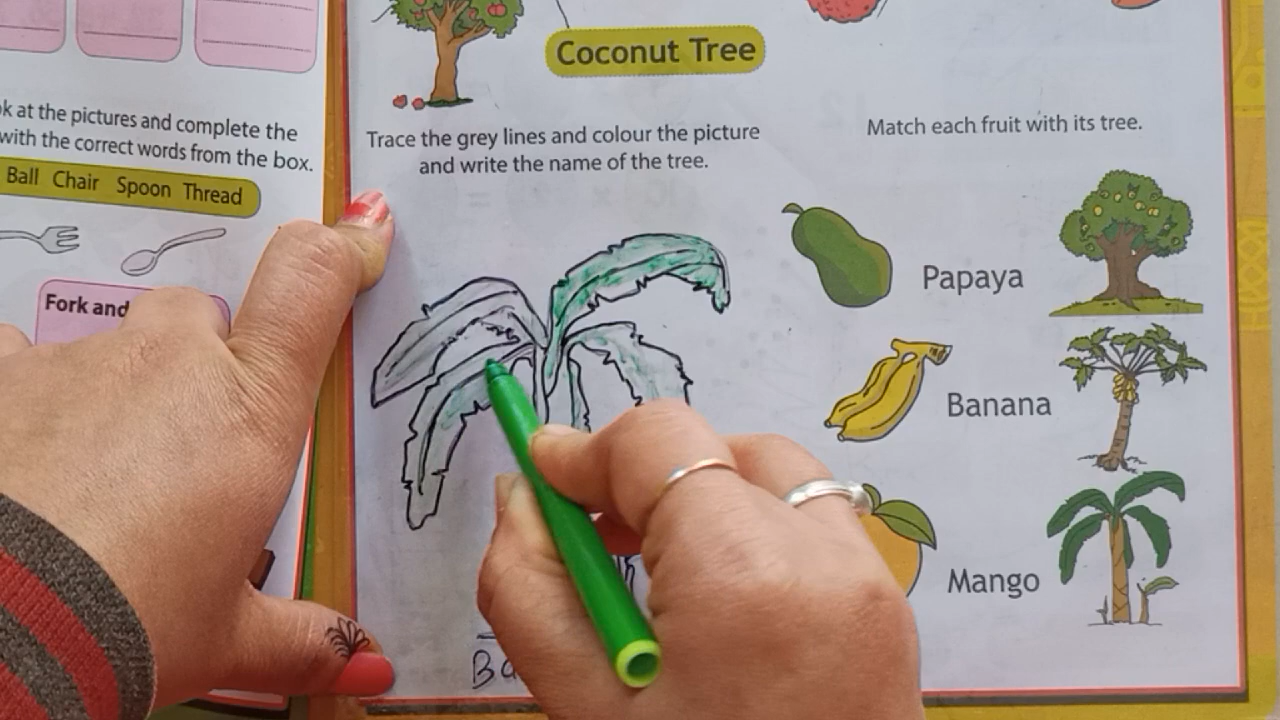 Coconut Tree
k at the pictures and complete the
with the correct words from the box.
Ball Chair Spoon Thread
Fork and
Trace the grey lines and colour the picture
and write the name of the tree.
Ba
Match each fruit with its tree.
Papaya
Banana
Mango